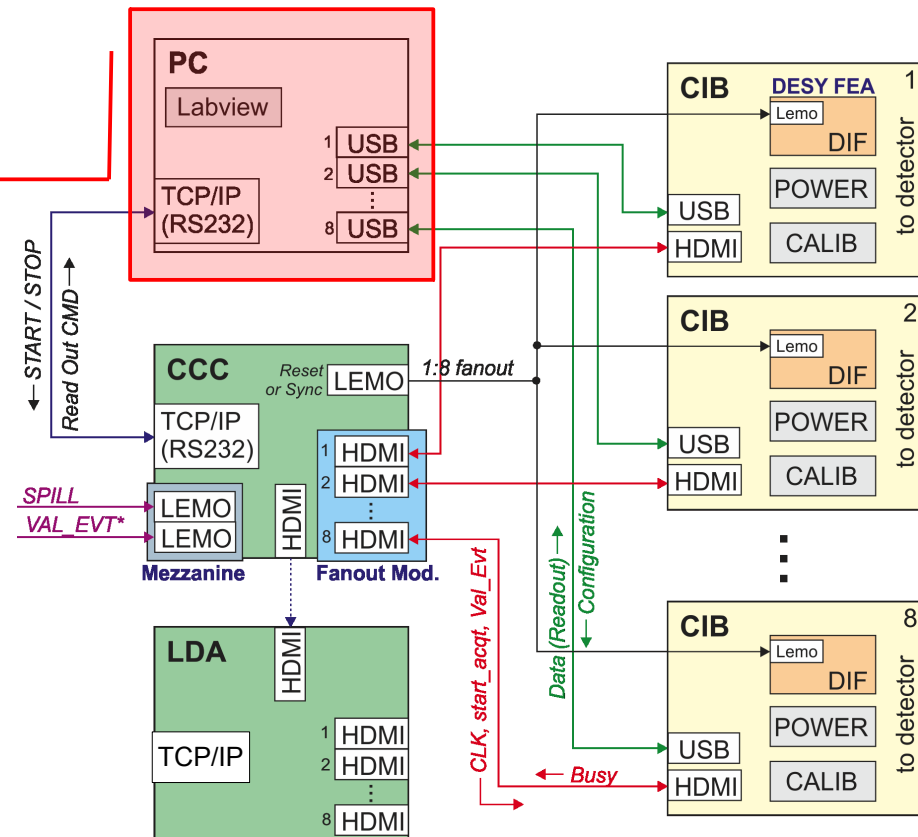 PC
Labview
1 USB
2 USB
⋮
8 USB
TCP/IP
(RS232)
← START / STOP
Read Out CMD →
CCC
Reset
or Sync
LEMO
1:8 fanout
TCP/IP
(RS232)
1 HDMI
2 HDMI
⋮
8 HDMI
HDMI
SPILL
LEMO
VAL_EVT*
LEMO
Mezzanine
Fanout Mod.
LDA
HDMI
TCP/IP
1 HDMI
2 HDMI
⋮
8 HDMI
CLK, start_acqt, Val_Evt
Data (Readout) →
← Configuration
← Busy
CIB
DESY FEA
1
Lemo
DIF
POWER
CALIB
USB
HDMI
to detector
CIB
2
Lemo
DIF
POWER
CALIB
USB
HDMI
to detector
⋮
CIB
8
Lemo
DIF
POWER
CALIB
USB
HDMI
to detector